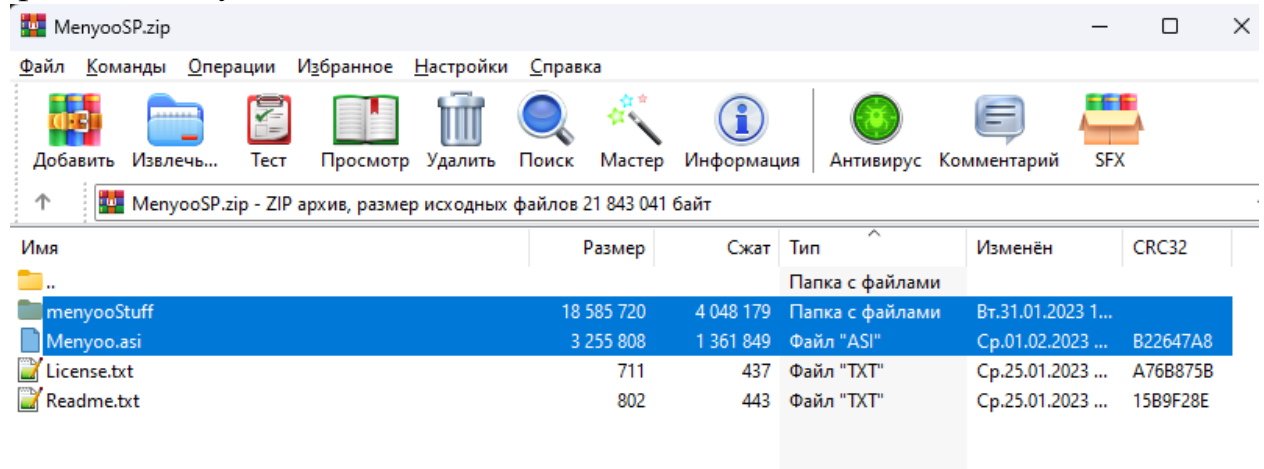 MenyooSP.zip
Файл Команды Операции Избранное Настройки Справка
Добавить Извлечь... Тест Просмотр Удалить Поиск Мастер Информация Антивирус Комментарий SFX
MenyooSP.zip - ZIP архив, размер исходных файлов 21 843 041 байт
Имя Размер Сжат Тип Изменён CRC32
.. Папка с файлами
menyooStuff 18 585 720 4 048 179 Папка с файлами Вт.31.01.2023 1...
Menyoo.asi 3 255 808 1 361 849 Файл "ASI" Ср.01.02.2023 ... B22647A8
License.txt 711 437 Файл "TXT" Ср.25.01.2023 ... A76B875B
Readme.txt 802 443 Файл "TXT" Ср.25.01.2023 ... 15B9F28E